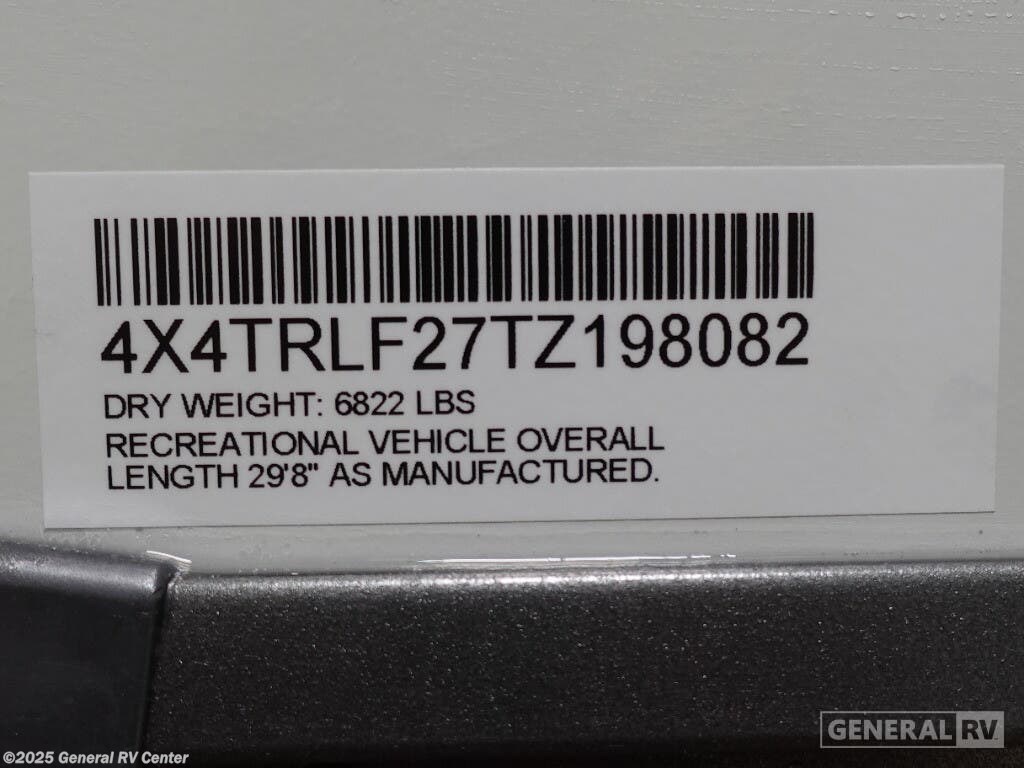 4X4TRLF27TZ198082
DRY WEIGHT: 6822 LBS
RECREATIONAL VEHICLE OVERALL
LENGTH 29'8" AS MANUFACTURED.
GENERAL RV
©2025 General RV Center